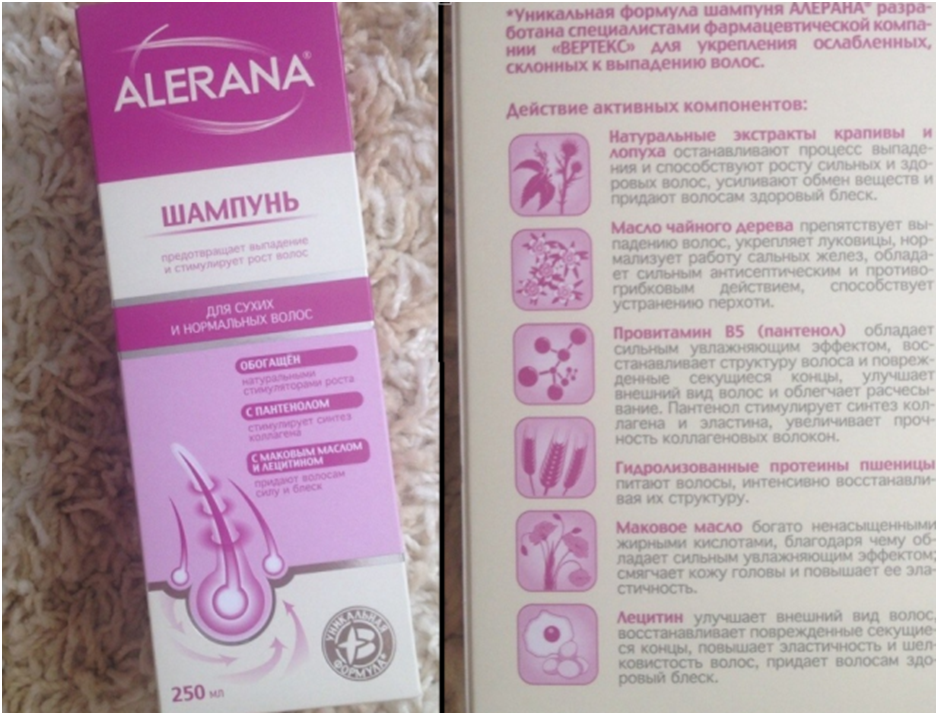 ALERANA®
ШАМПУНЬ
предотвращает выпадение
и стимулирует рост волос
ДЛЯ СУХИХ
И НОРМАЛЬНЫХ ВОЛОС
ОБОГАЩЁН
натуральными
стимуляторами роста
С ПАНТЕНОЛОМ
стимулирует синтез
коллагена
С МАКОВЫМ МАСЛОМ
И ЛЕЦИТИНОМ
придают волосам
силу и блеск
УНИКАЛЬНАЯ
ФОРМУЛА*
250 мл
*Уникальная формула шампуня АЛЕРАНА® разра-
ботана специалистами фармацевтической компа-
нии «ВЕРТЕКС» для укрепления ослабленных,
склонных к выпадению волос.
Действие активных компонентов:
Натуральные экстракты крапивы и
лопуха останавливают процесс выпаде-
ния и способствуют росту сильных и здо-
ровых волос, усиливают обмен веществ и
придают волосам здоровый блеск.
Масло чайного дерева препятствует вы-
падению волос, укрепляет луковицы, нор-
мализует работу сальных желез, облада-
ет сильным антисептическим и противо-
грибковым действием, способствует
устранению перхоти.
Провитамин В5 (пантенол) обладает
сильным увлажняющим эффектом, вос-
станавливает структуру волоса и повреж-
денные секущиеся концы, улучшает
внешний вид волос и облегчает расчесы-
вание. Пантенол стимулирует синтез кол-
лагена и эластина, увеличивает проч-
ность коллагеновых волокон.
Гидролизованные протеины пшеницы
питают волосы, интенсивно восстанавли-
вая их структуру.
Маковое масло богато ненасыщенными
жирными кислотами, благодаря чему об-
ладает сильным увлажняющим эффектом;
смягчает кожу головы и повышает ее эла-
стичность.
Лецитин улучшает внешний вид волос,
восстанавливает поврежденные секущие-
ся концы, повышает эластичность и шел-
ковистость волос, придает волосам здо-
ровый блеск.